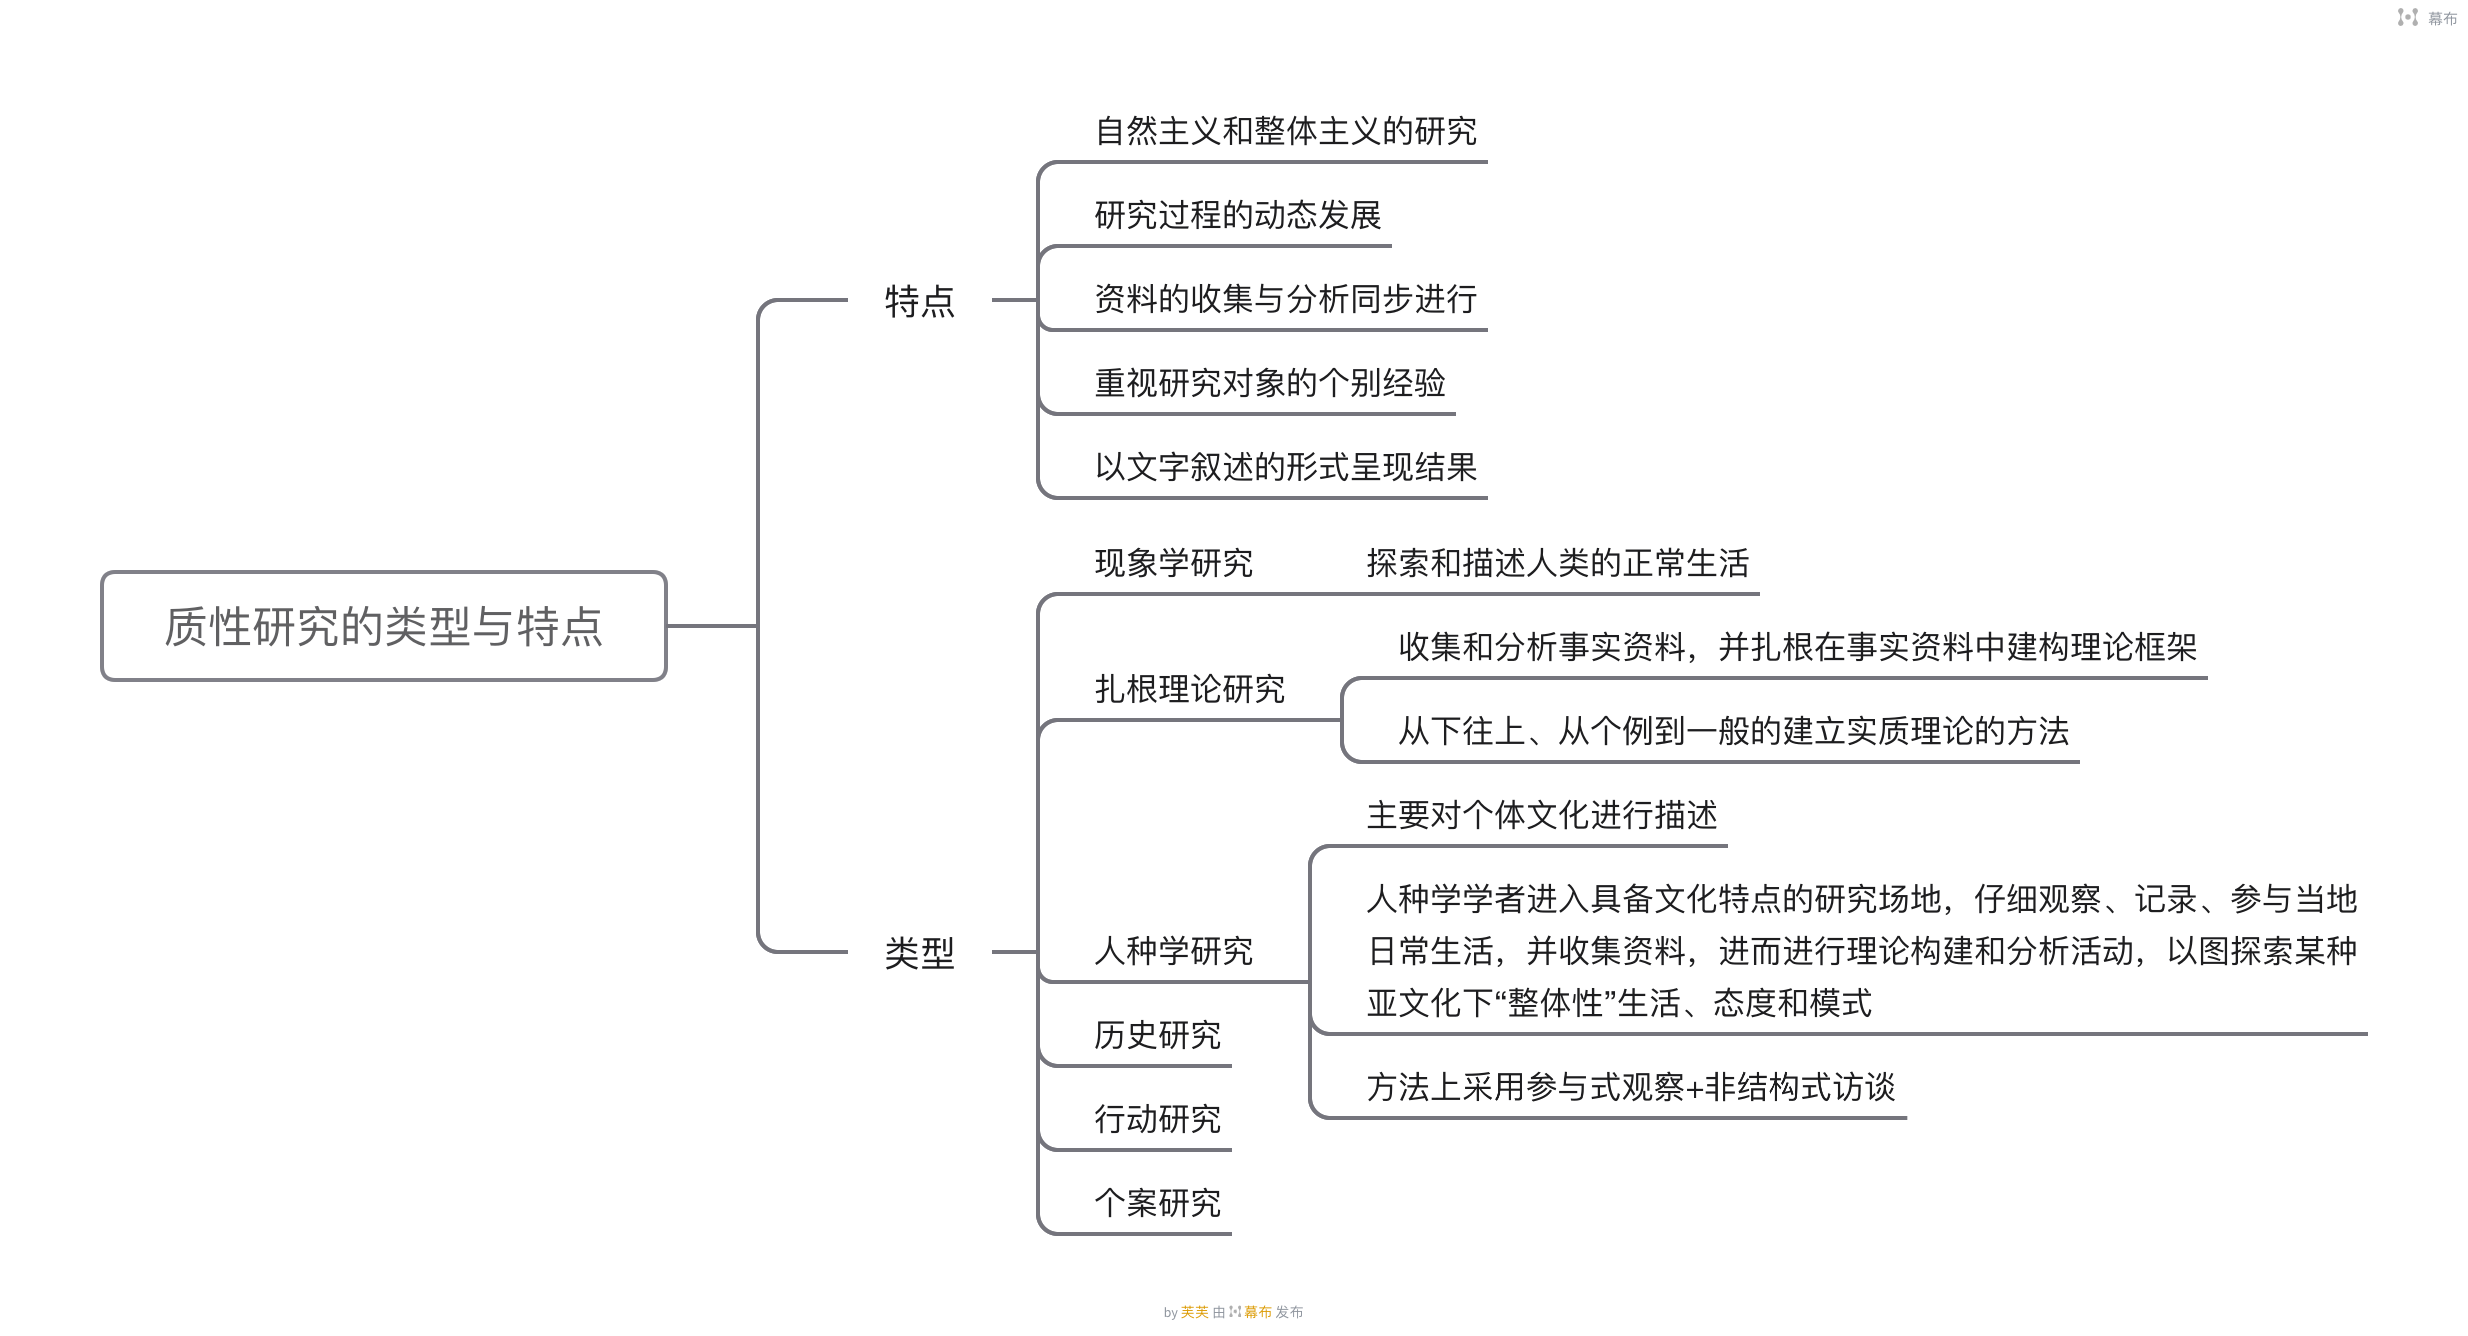 幕布
自然主义和整体主义的研究
研究过程的动态发展
特点
资料的收集与分析同步进行
重视研究对象的个别经验
以文字叙述的形式呈现结果
质性研究的类型与特点
现象学研究
探索和描述人类的正常生活
扎根理论研究
收集和分析事实资料，并扎根在事实资料中建构理论框架
从下往上、从个例到一般的建立实质理论的方法
类型
人种学研究
主要对个体文化进行描述
人种学学者进入具备文化特点的研究场地，仔细观察、记录、参与当地
日常生活，并收集资料，进而进行理论构建和分析活动，以图探索某种
亚文化下“整体性”生活、态度和模式
方法上采用参与式观察+非结构式访谈
历史研究
行动研究
个案研究
by 芙芙 由 幕布 发布